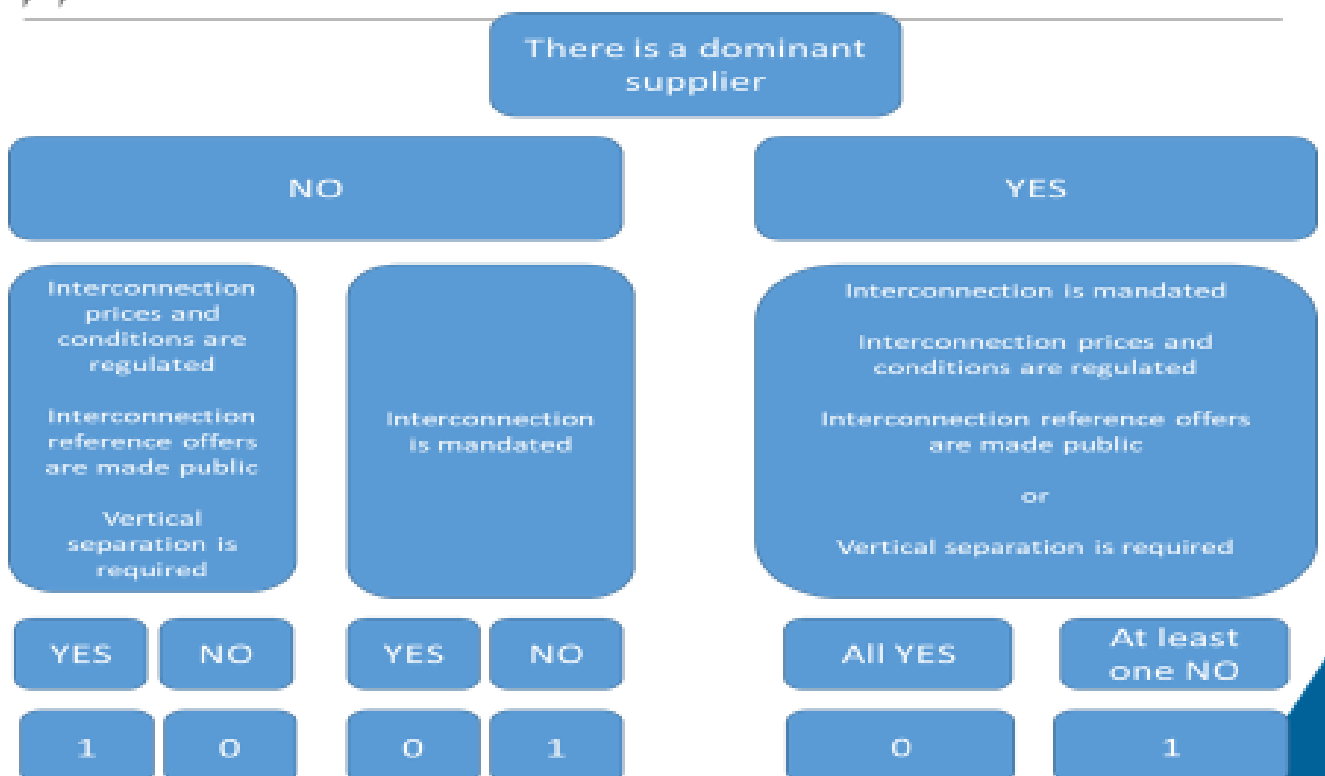 There is a dominant
supplier
NO
YES
Interconnection
prices and
conditions are
regulated
Interconnection
reference offers
are made public
Vertical
separation is
required
Interconnection
is mandated
Interconnection is mandated
Interconnection prices and
conditions are regulated
Interconnection reference offers
are made public
or
Vertical separation is required
YES
NO
YES
NO
All YES
At least
one NO
1
0
0
1
0
1